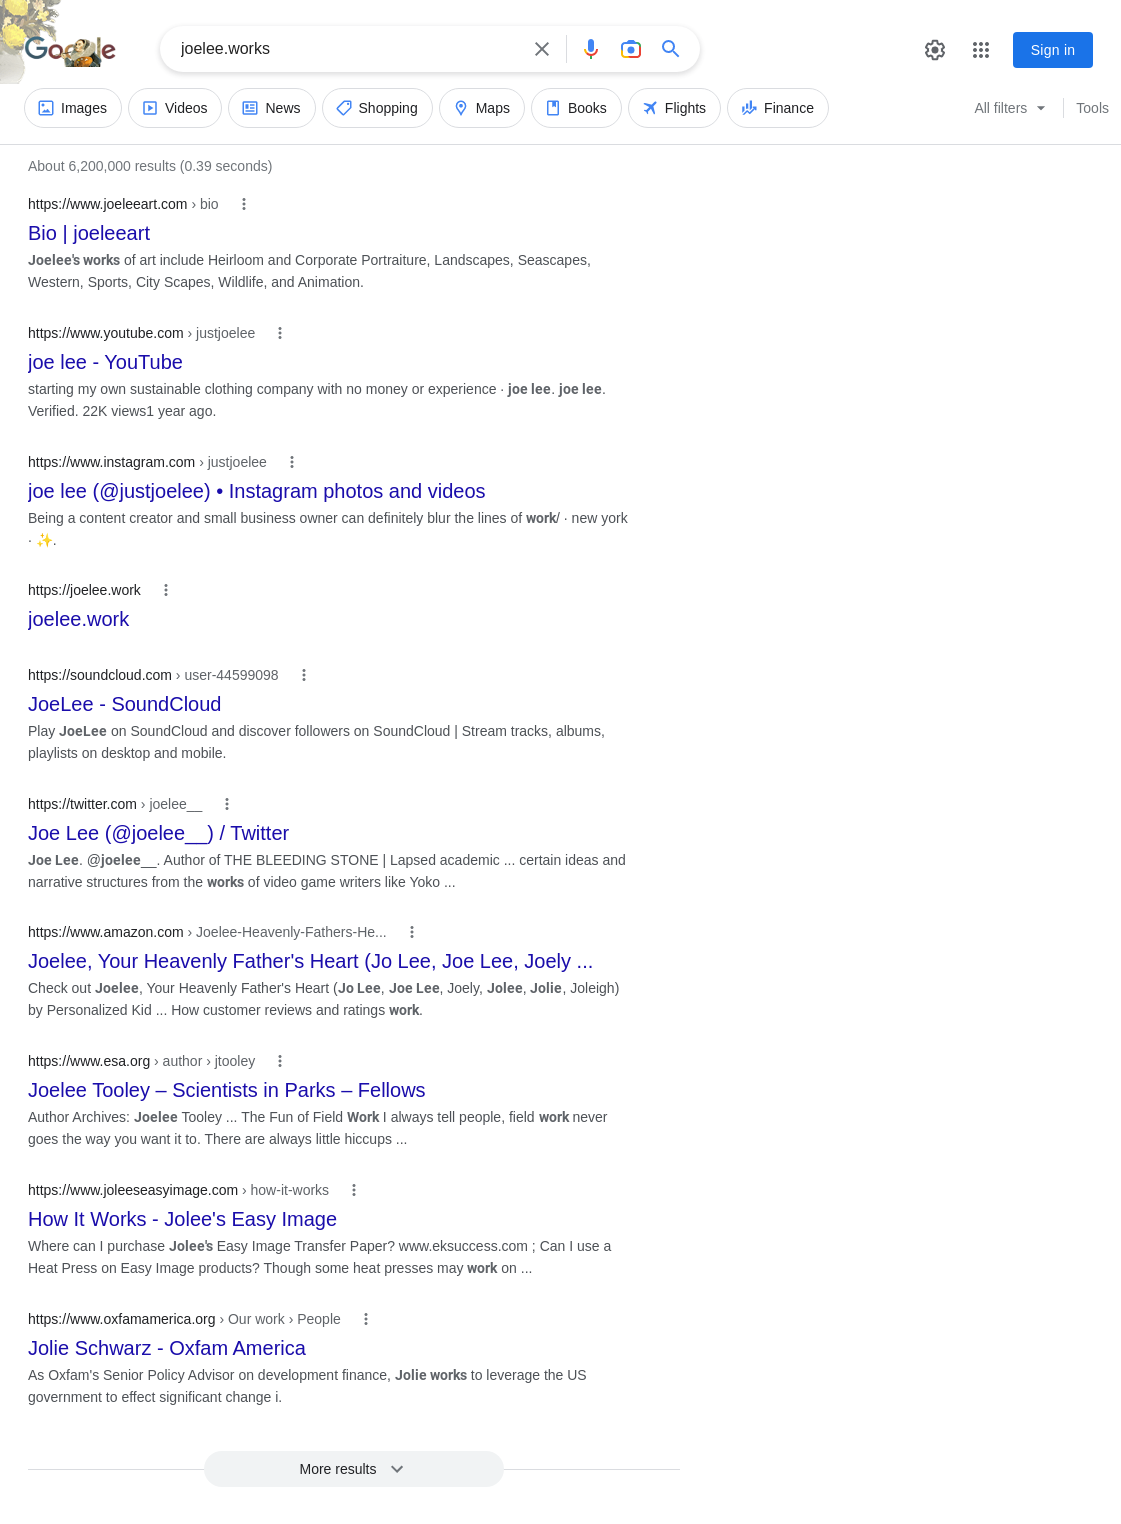 Google
joelee.works
Sign in
Images
Videos
News
Shopping
Maps
Books
Flights
Finance
All filters
Tools
About 6,200,000 results (0.39 seconds)
https://www.joeleeart.com › bio
Bio | joeleeart
Joelee's works of art include Heirloom and Corporate Portraiture, Landscapes, Seascapes,
Western, Sports, City Scapes, Wildlife, and Animation.
https://www.youtube.com › justjoelee
joe lee - YouTube
starting my own sustainable clothing company with no money or experience · joe lee. joe lee.
Verified. 22K views1 year ago.
https://www.instagram.com › justjoelee
joe lee (@justjoelee) • Instagram photos and videos
Being a content creator and small business owner can definitely blur the lines of work/ · new york
· ✨.
https://joelee.work
joelee.work
https://soundcloud.com › user-44599098
JoeLee - SoundCloud
Play JoeLee on SoundCloud and discover followers on SoundCloud | Stream tracks, albums,
playlists on desktop and mobile.
https://twitter.com › joelee__
Joe Lee (@joelee__) / Twitter
Joe Lee. @joelee__. Author of THE BLEEDING STONE | Lapsed academic ... certain ideas and
narrative structures from the works of video game writers like Yoko ...
https://www.amazon.com › Joelee-Heavenly-Fathers-He...
Joelee, Your Heavenly Father's Heart (Jo Lee, Joe Lee, Joely ...
Check out Joelee, Your Heavenly Father's Heart (Jo Lee, Joe Lee, Joely, Jolee, Jolie, Joleigh)
by Personalized Kid ... How customer reviews and ratings work.
https://www.esa.org › author › jtooley
Joelee Tooley – Scientists in Parks – Fellows
Author Archives: Joelee Tooley ... The Fun of Field Work I always tell people, field work never
goes the way you want it to. There are always little hiccups ...
https://www.joleeseasyimage.com › how-it-works
How It Works - Jolee's Easy Image
Where can I purchase Jolee's Easy Image Transfer Paper? www.eksuccess.com ; Can I use a
Heat Press on Easy Image products? Though some heat presses may work on ...
https://www.oxfamamerica.org › Our work › People
Jolie Schwarz - Oxfam America
As Oxfam's Senior Policy Advisor on development finance, Jolie works to leverage the US
government to effect significant change i.
More results